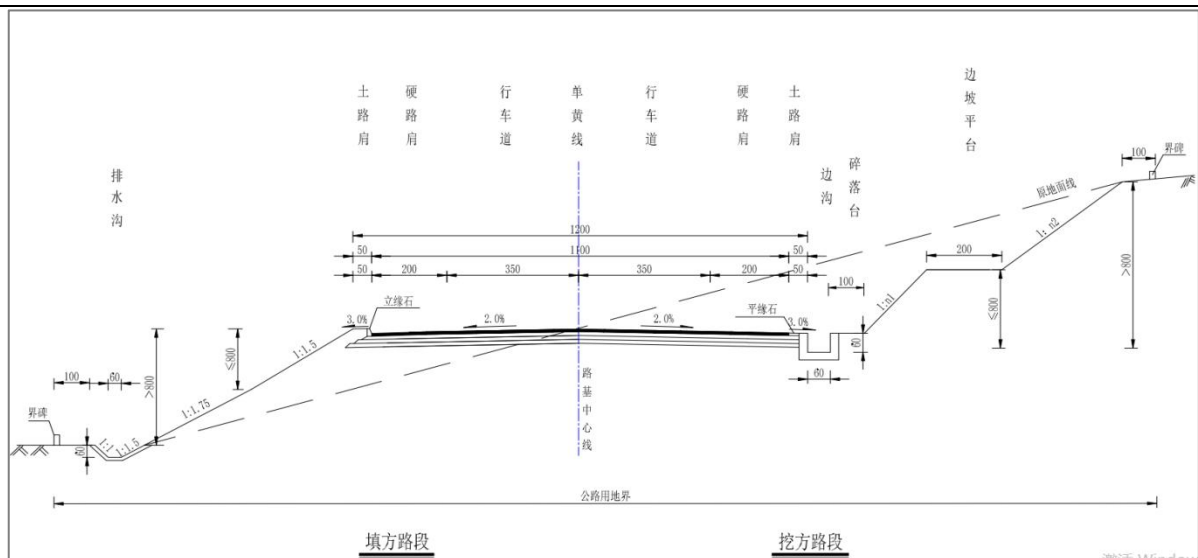 土路肩
硬路肩
行车道
单黄线
行车道
硬路肩
土路肩
边坡平台
排水沟
边沟
碎落台
100
界碑
原地面线
1200
1:n2
50
1100
50
200
50
200
350
350
200
50
>800
100
立缘石
平缘石
1:n1
3.0%
2.0%
2.0%
3.0%
≤800
>800
≤800
1:1.5
60
60
100
60
1:1.75
路基中心线
界碑
1:1
1:1.5
60
公路用地界
填方路段
挖方路段